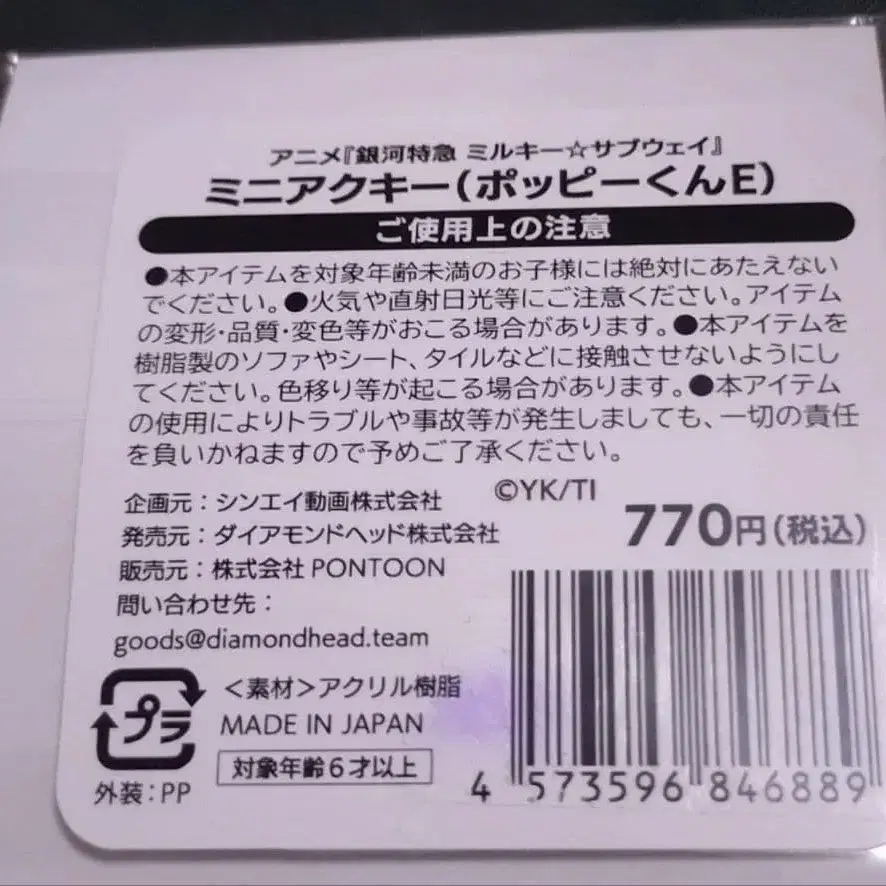 アニメ『銀河特急 ミルキー☆サブウェイ』
ミニアクキー(ポッピーくんE)
ご使用上の注意
●本アイテムを対象年齢未満のお子様には絶対にあたえない
でください。●火気や直射日光等にご注意ください。アイテム
の変形・品質・変色等がおこる場合があります。●本アイテムを
樹脂製のソファやシート、タイルなどに接触させないようにし
てください。色移り等が起こる場合があります。●本アイテム
の使用によりトラブルや事故等が発生しましても、一切の責任
を負いかねますので予めご了承ください。
©YK/TI
企画元：シンエイ動画株式会社
発売元：ダイアモンドヘッド株式会社
販売元：株式会社 PONTOON
問い合わせ先：
goods@diamondhead.team
770円(税込)
プラ
外装：PP
＜素材＞アクリル樹脂
MADE IN JAPAN
対象年齢6才以上
4 573596 846889